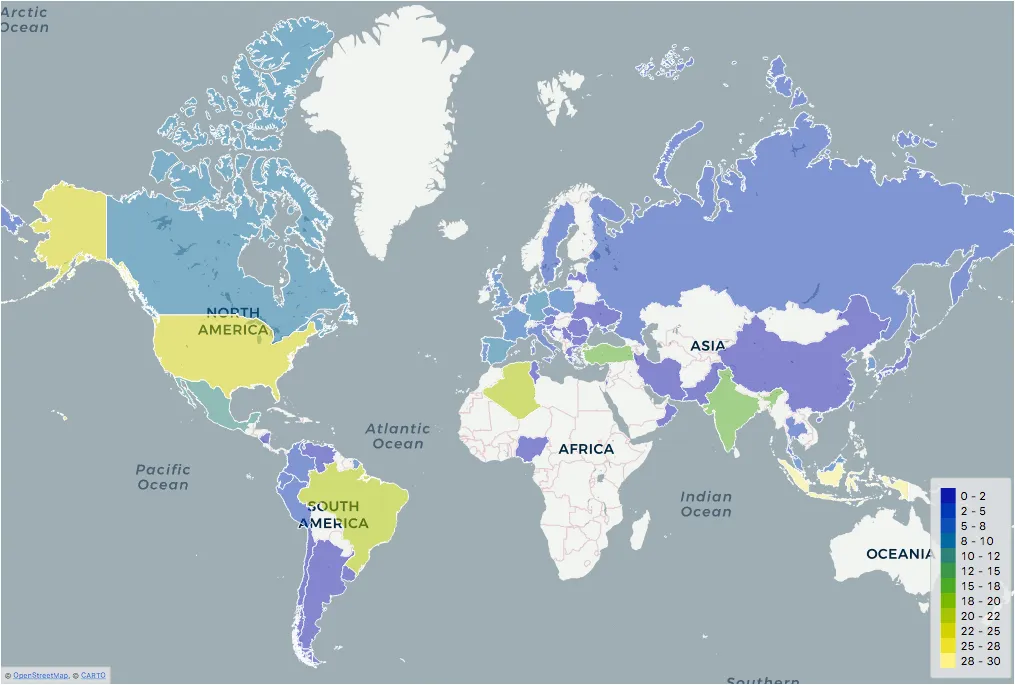 Arctic
Ocean
NORTH
AMERICA
ASIA
Atlantic
Ocean
AFRICA
Pacific
Ocean
Indian
Ocean
SOUTH
AMERICA
OCEANIA
0 - 2
2 - 5
5 - 8
8 - 10
10 - 12
12 - 15
15 - 18
18 - 20
20 - 22
22 - 25
25 - 28
28 - 30
© OpenStreetMap, © CARTO
Southern